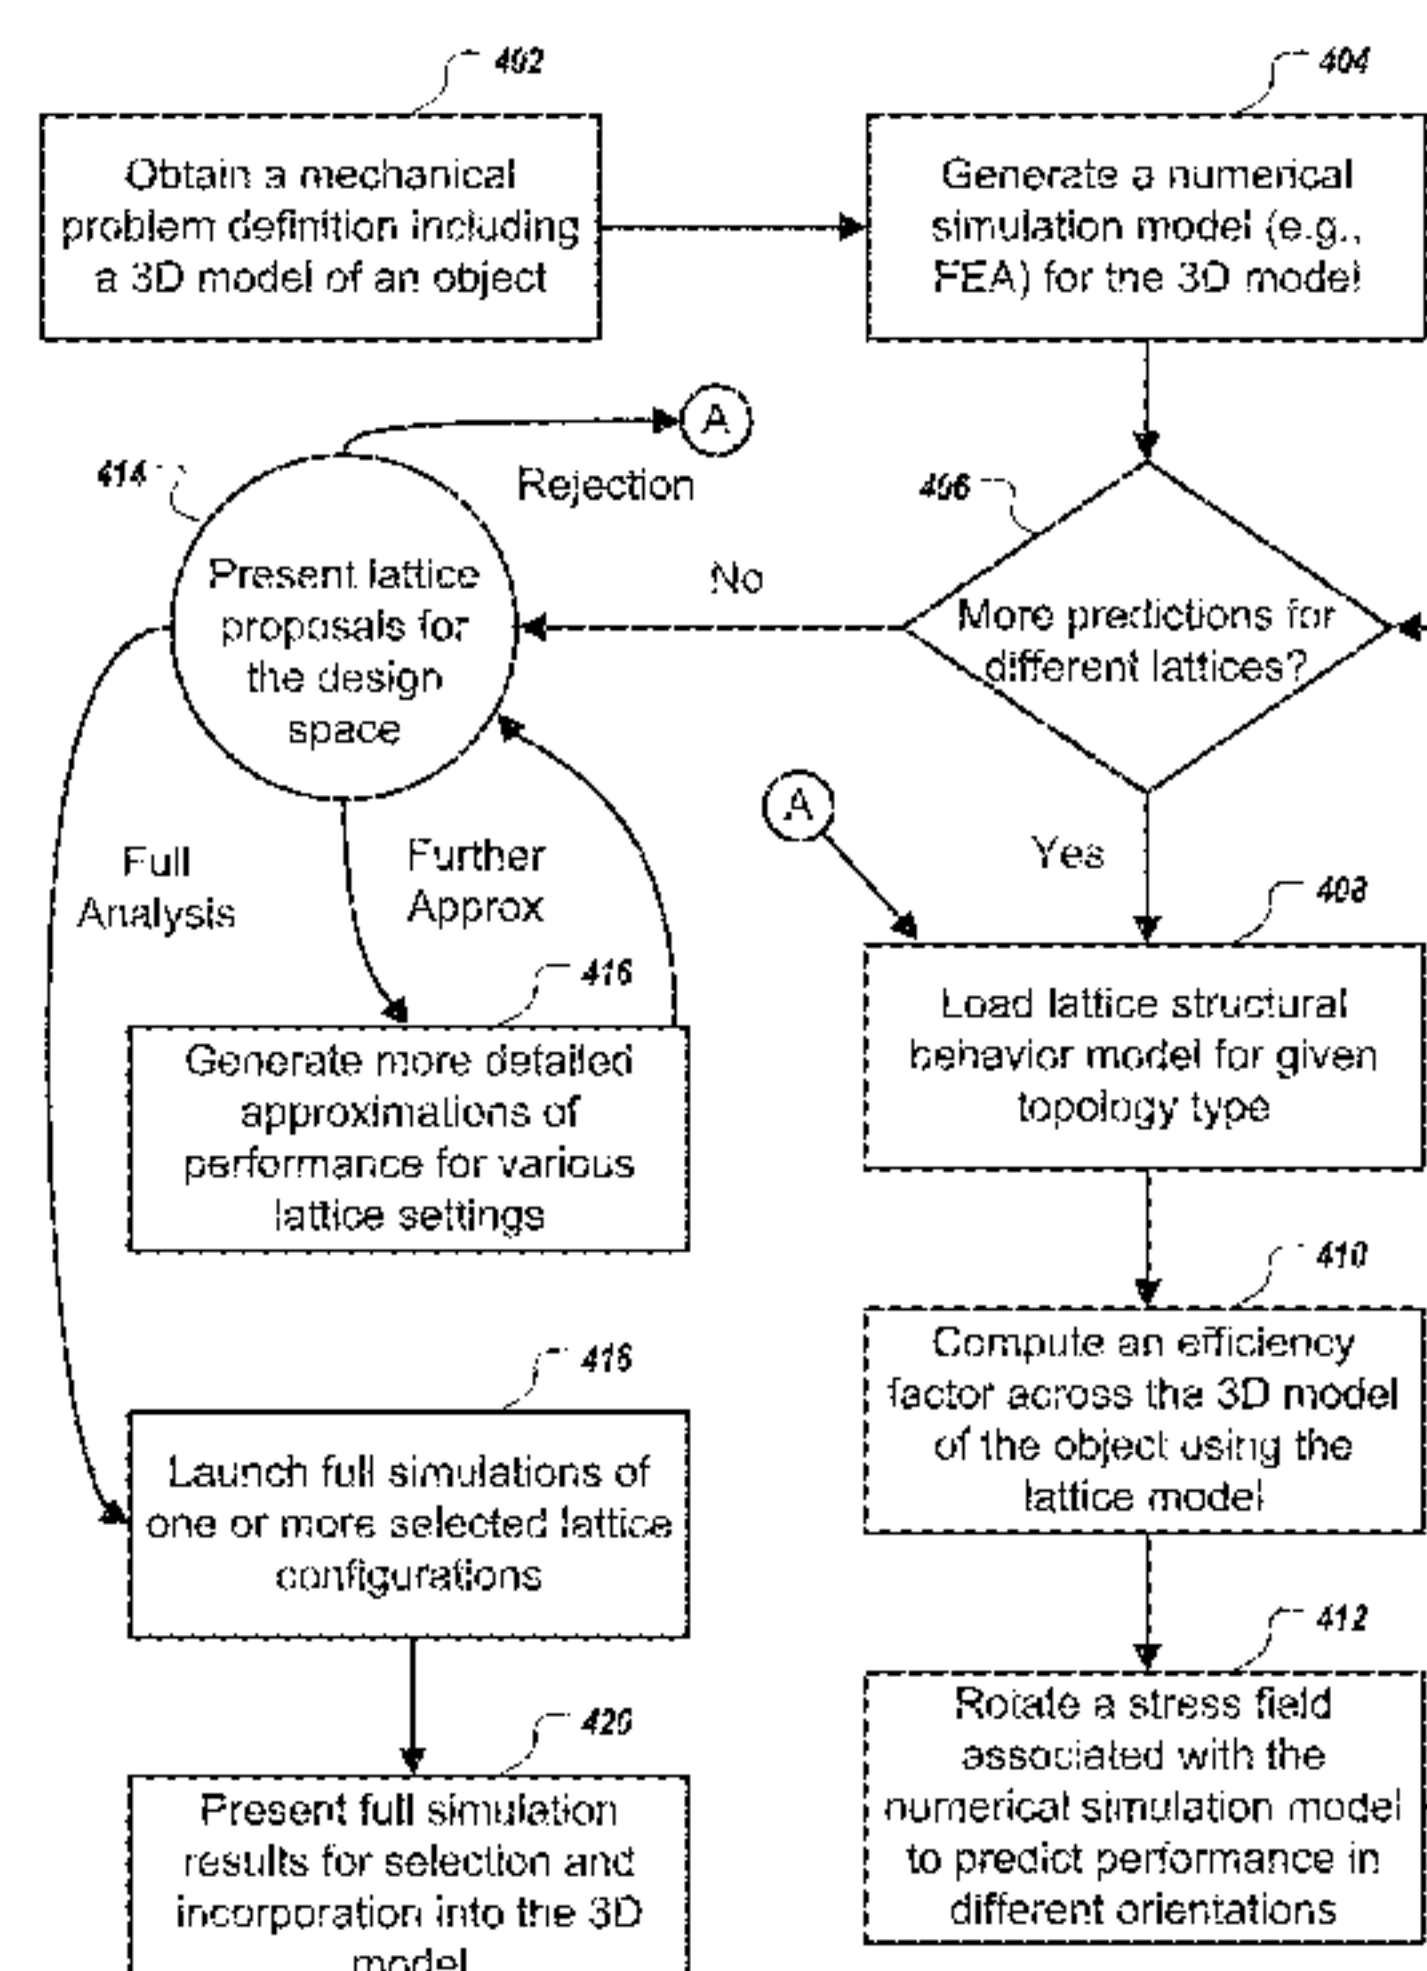 402
Obtain a mechanical
problem definition including
a 3D model of an object
404
Generate a numerical
simulation model (e.g.,
FEA) for the 3D model
A
Rejection
414
Present lattice
proposals for
the design
space
No
406
More predictions for
different lattices?
A
Yes
Full
Analysis
Further
Approx
408
Load lattice structural
behavior model for given
topology type
416
Generate more detailed
approximations of
performance for various
lattice settings
410
Compute an efficiency
factor across the 3D model
of the object using the
lattice model
418
Launch full simulations of
one or more selected lattice
configurations
412
Rotate a stress field
associated with the
numerical simulation model
to predict performance in
different orientations
420
Present full simulation
results for selection and
incorporation into the 3D
model